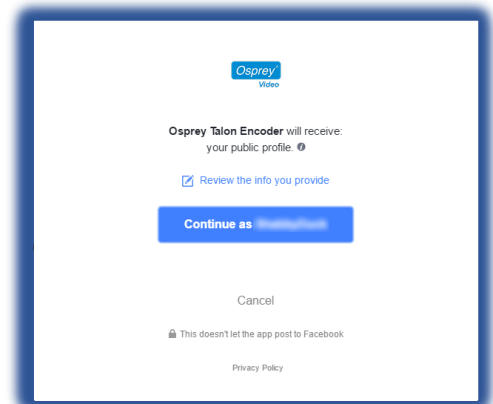 Osprey
Video
Osprey Talon Encoder will receive:
your public profile.
Review the info you provide
Continue as
Cancel
This doesn't let the app post to Facebook
Privacy Policy